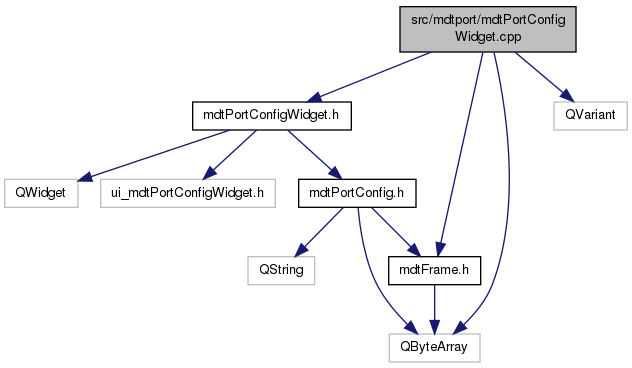 src/mdtport/mdtPortConfig
Widget.cpp
mdtPortConfigWidget.h
QVariant
QWidget
ui_mdtPortConfigWidget.h
mdtPortConfig.h
QString
mdtFrame.h
QByteArray